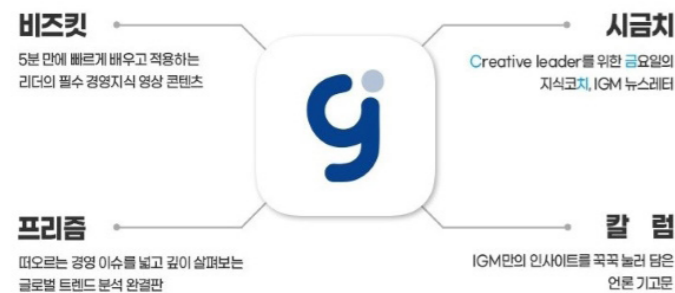 비즈킷
5분 만에 빠르게 배우고 적용하는
리더의 필수 경영지식 영상 콘텐츠
시금치
Creative leader를 위한 금요일의
지식코치, IGM 뉴스레터
프리즘
떠오르는 경영 이슈를 넓고 깊이 살펴보는
글로벌 트렌드 분석 완결판
칼 럼
IGM만의 인사이트를 꾹꾹 눌러 담은
언론 기고문